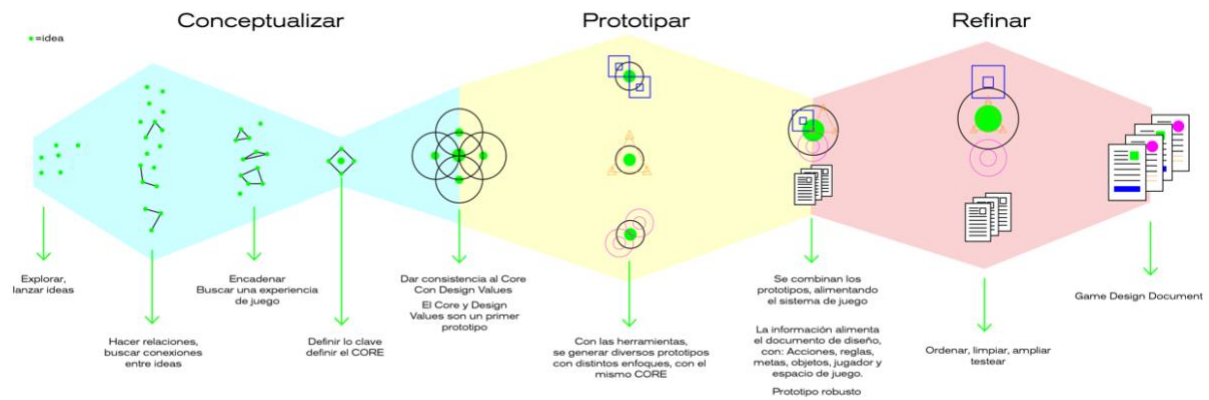 Conceptualizar
Prototipar
Refinar
=idea
Explorar,
lanzar ideas
Hacer relaciones,
buscar conexiones
entre ideas
Encadenar
Buscar una experiencia
de juego
Definir lo clave
definir el CORE
Dar consistencia al Core
Con Design Values
El Core y Design
Values son un primer
prototipo
Con las herramientas,
se generar diversos prototipos
con distintos enfoques, con el
mismo CORE
Se combinan los
prototipos, alimentando
el sistema de juego
La información alimenta
el documento de diseño,
con: Acciones, reglas,
metas, objetos, jugador y
espacio de juego.
Prototipo robusto
Ordenar, limpiar, ampliar
testear
Game Design Document